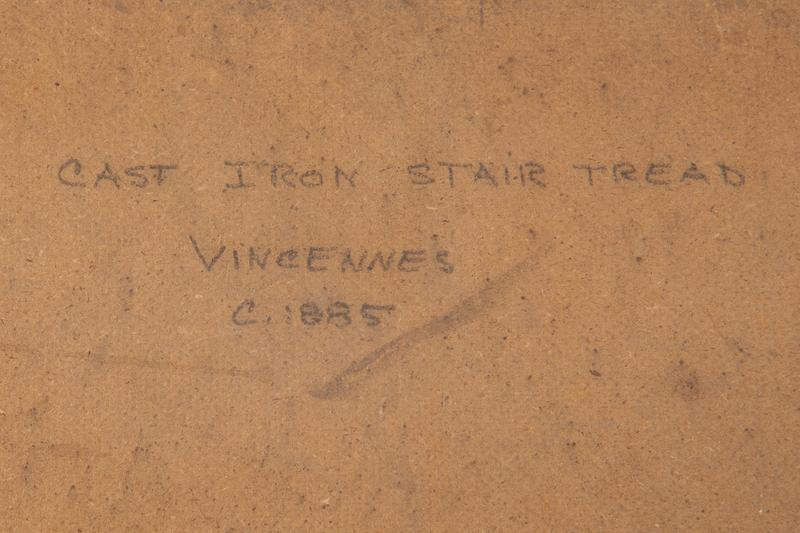 CAST IRON STAIR TREAD
VINCENNES
C. 1885